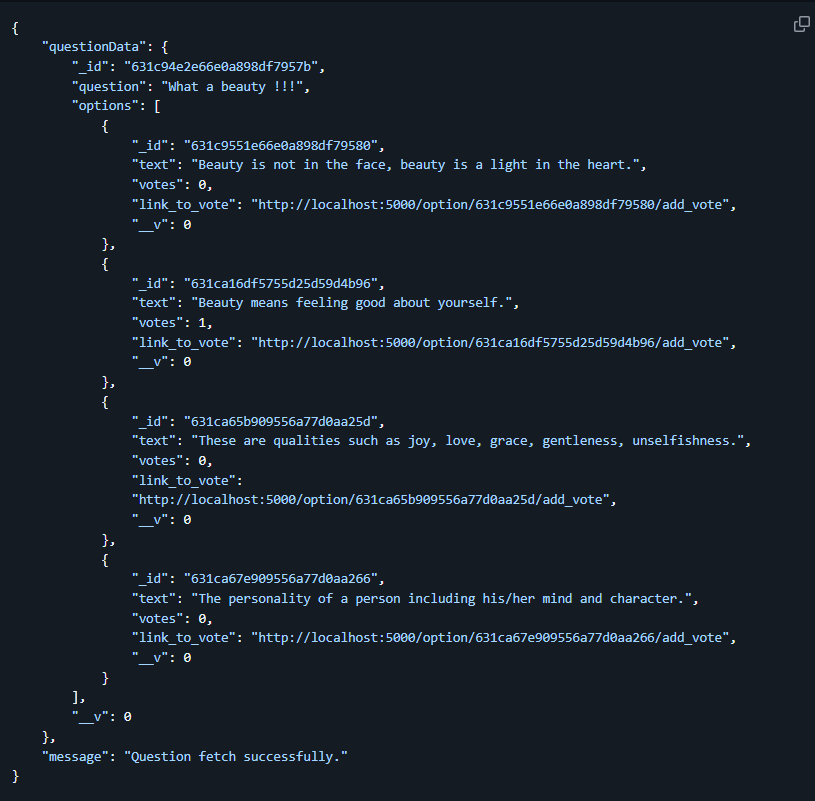 {
    "questionData": {
        "_id": "631c94e2e66e0a898df7957b",
        "question": "What a beauty !!!",
        "options": [
            {
                "_id": "631c9551e66e0a898df79580",
                "text": "Beauty is not in the face, beauty is a light in the heart.",
                "votes": 0,
                "link_to_vote": "http://localhost:5000/option/631c9551e66e0a898df79580/add_vote",
                "__v": 0
            },
            {
                "_id": "631ca16df5755d25d59d4b96",
                "text": "Beauty means feeling good about yourself.",
                "votes": 1,
                "link_to_vote": "http://localhost:5000/option/631ca16df5755d25d59d4b96/add_vote",
                "__v": 0
            },
            {
                "_id": "631ca65b909556a77d0aa25d",
                "text": "These are qualities such as joy, love, grace, gentleness, unselfishness.",
                "votes": 0,
                "link_to_vote":
                "http://localhost:5000/option/631ca65b909556a77d0aa25d/add_vote",
                "__v": 0
            },
            {
                "_id": "631ca67e909556a77d0aa266",
                "text": "The personality of a person including his/her mind and character.",
                "votes": 0,
                "link_to_vote": "http://localhost:5000/option/631ca67e909556a77d0aa266/add_vote",
                "__v": 0
            }
        ],
        "__v": 0
    },
    "message": "Question fetch successfully."
}